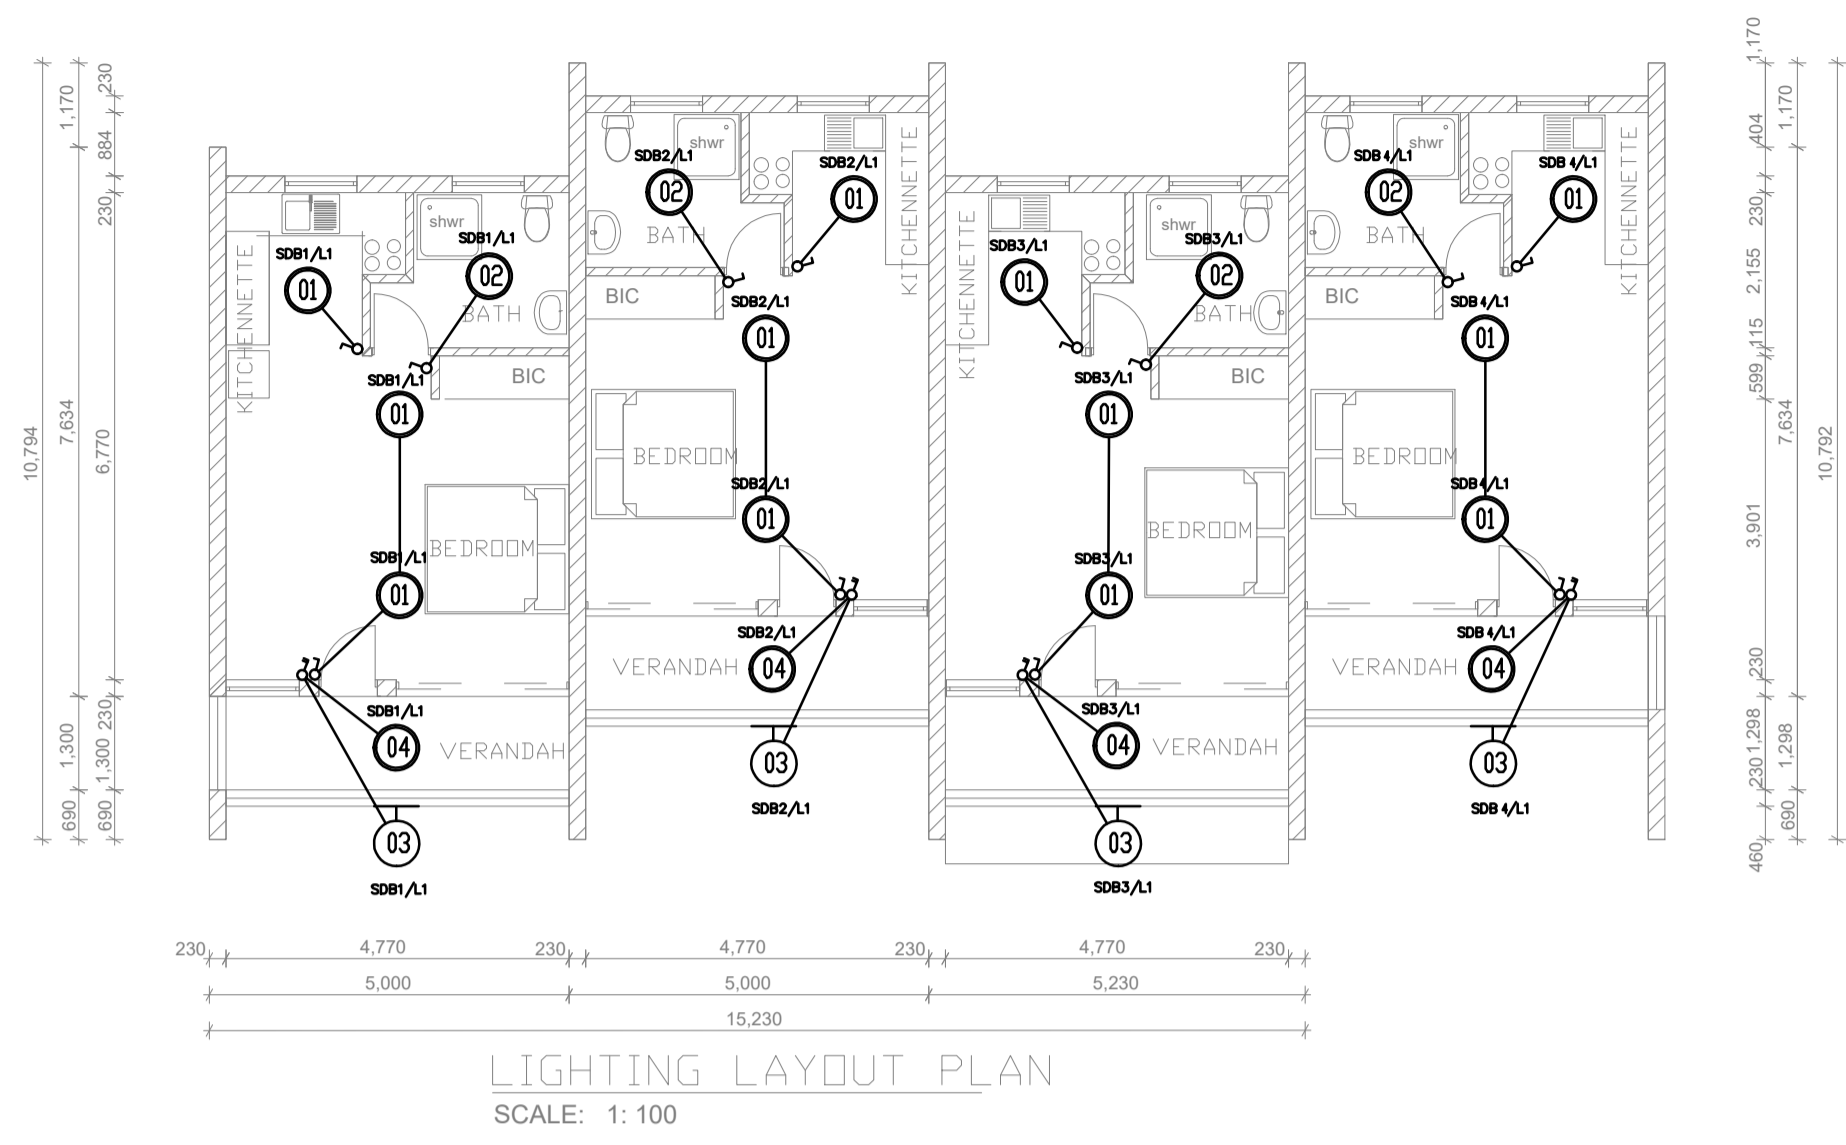 1,170
230
1,170
884
230
10,794
7,634
6,770
1,300
230
1,300
690
690
shwr
SDB2/L1
02
SDB2/L1
01
KITCHENNETTE
BATH
shwr
SDB 4/L1
02
SDB 4/L1
01
KITCHENNETTE
BATH
shwr
SDB1/L1
01
SDB1/L1
02
KITCHENNETTE
BATH
BIC
SDB2/L1
01
shwr
SDB3/L1
01
SDB3/L1
02
KITCHENNETTE
BATH
BIC
SDB 4/L1
01
SDB1/L1
01
BIC
SDB3/L1
01
BIC
BEDROOM
SDB2/L1
01
BEDROOM
SDB 4/L1
01
BEDROOM
SDB1/L1
01
BEDROOM
SDB3/L1
01
SDB2/L1
04
VERANDAH
SDB 4/L1
04
VERANDAH
SDB1/L1
04
VERANDAH
SDB3/L1
04
VERANDAH
03
SDB2/L1
03
SDB 4/L1
03
SDB1/L1
03
SDB3/L1
1,170
404
1,170
230
2,155
115
599
7,634
10,792
3,901
230
1,298
230
1,298
690
460
230
4,770
230
4,770
230
4,770
230
5,000
5,000
5,230
15,230
LIGHTING LAYOUT PLAN
SCALE: 1: 100